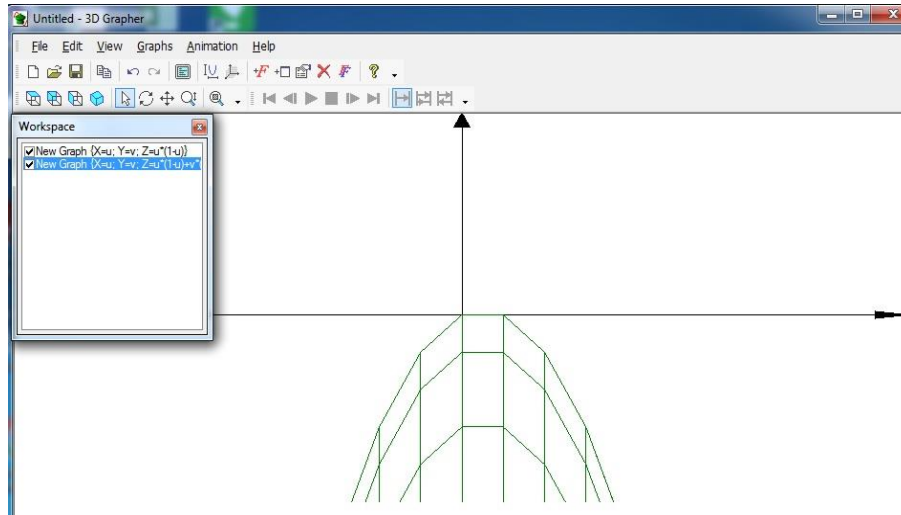 Untitled - 3D Grapher
File Edit View Graphs Animation Help
Workspace
New Graph {X=u; Y=v; Z=u*(1-u)}
New Graph {X=u; Y=v; Z=u*(1-u)+v*(